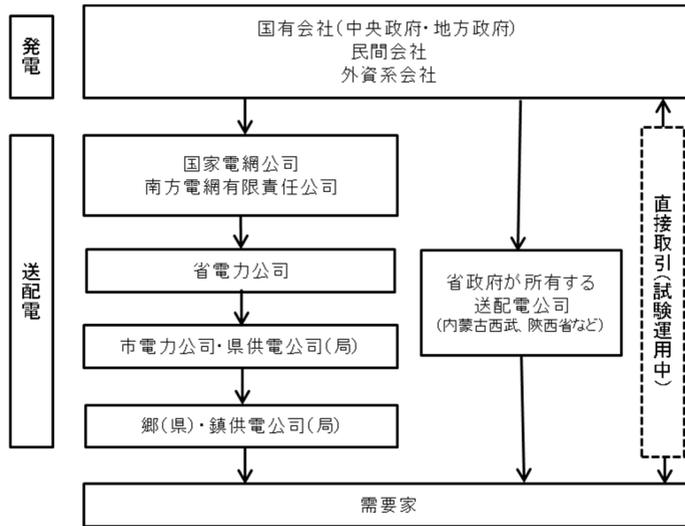 発電
国有会社(中央政府・地方政府)
民間会社
外資系会社
送配電
国家電網公司
南方電網有限責任公司
省電力公司
市電力公司・県供電公司(局)
郷(県)・鎮供電公司(局)
省政府が所有する
送配電公司
(内蒙古西武、陝西省など)
直接取引(試験運用中)
需要家